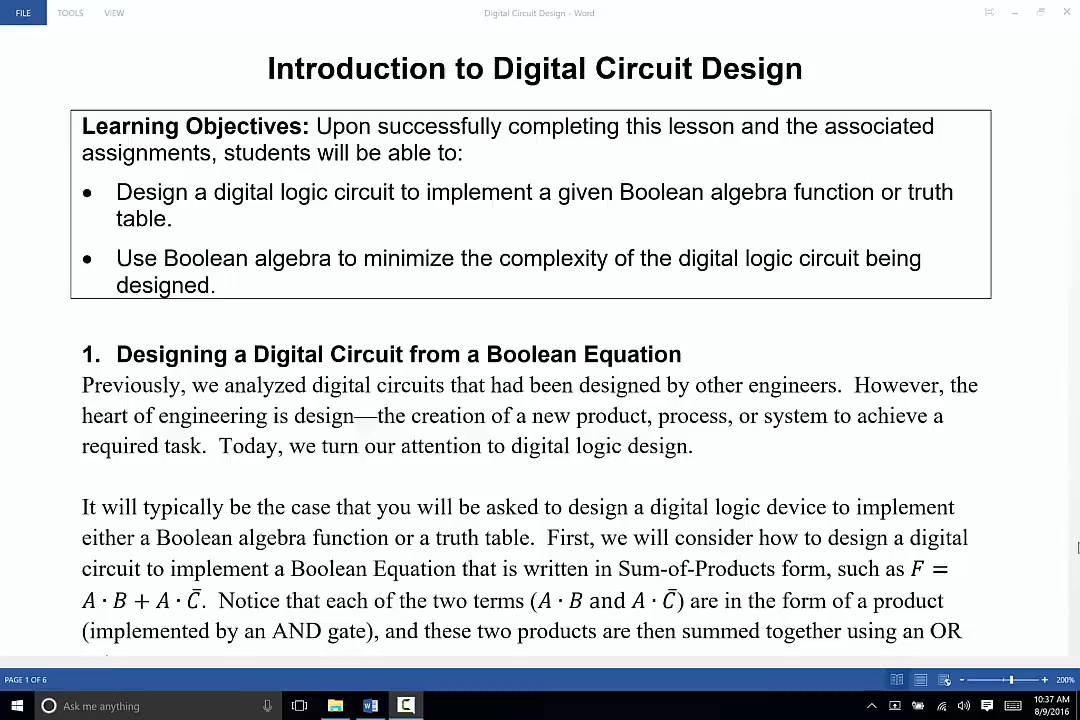 FILE TOOLS VIEW Digital Circuit Design - Word
Introduction to Digital Circuit Design
Learning Objectives: Upon successfully completing this lesson and the associated
assignments, students will be able to:
• Design a digital logic circuit to implement a given Boolean algebra function or truth
table.
• Use Boolean algebra to minimize the complexity of the digital logic circuit being
designed.
1. Designing a Digital Circuit from a Boolean Equation
Previously, we analyzed digital circuits that had been designed by other engineers. However, the
heart of engineering is design—the creation of a new product, process, or system to achieve a
required task. Today, we turn our attention to digital logic design.
It will typically be the case that you will be asked to design a digital logic device to implement
either a Boolean algebra function or a truth table. First, we will consider how to design a digital
circuit to implement a Boolean Equation that is written in Sum-of-Products form, such as F =
A · B + A · C̄. Notice that each of the two terms (A · B and A · C̄) are in the form of a product
(implemented by an AND gate), and these two products are then summed together using an OR
PAGE 1 OF 6 200%
Ask me anything 10:37 AM
8/9/2016